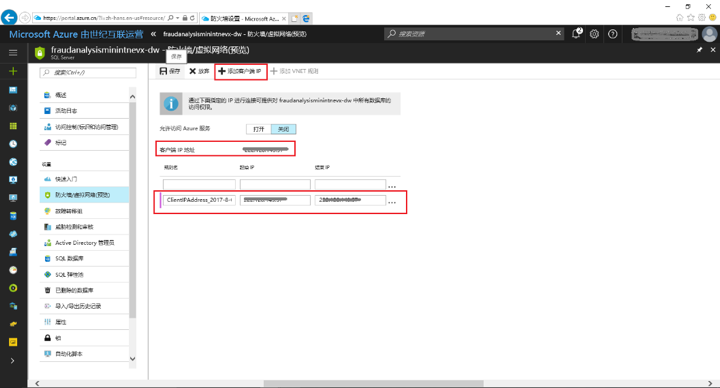 https://portal.azure.cn/?l=zh-hans.en-us#resource/
防火墙设置 - Microsoft Az...
Microsoft Azure 由世纪互联运营
fraudanalysisminintnevx-dw - 防火墙/虚拟网络(预览)
搜索资源
2
fraudanalysisminintnevx-dw - 防火墙/虚拟网络(预览)
SQL Server
保存
搜索(Ctrl+/)
保存
放弃
添加客户端 IP
添加 VNET 规则
概述
活动日志
访问控制(标识和访问管理)
标记
设置
快速入门
防火墙/虚拟网络(预览)
故障转移组
威胁检测和审核
Active Directory 管理员
SQL 数据库
SQL 弹性池
已删除的数据库
导入/导出历史记录
属性
锁
自动化脚本
通过下面指定的 IP 进行连接可提供对 fraudanalysisminintnevx-dw 中所有数据库的
访问权限。
允许访问 Azure 服务
打开
关闭
客户端 IP 地址
规则名
起始 IP
结束 IP
ClientIPAddress_2017-8-